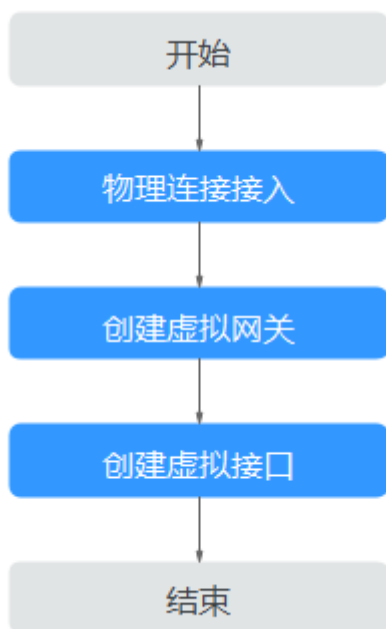 开始
物理连接接入
创建虚拟网关
创建虚拟接口
结束